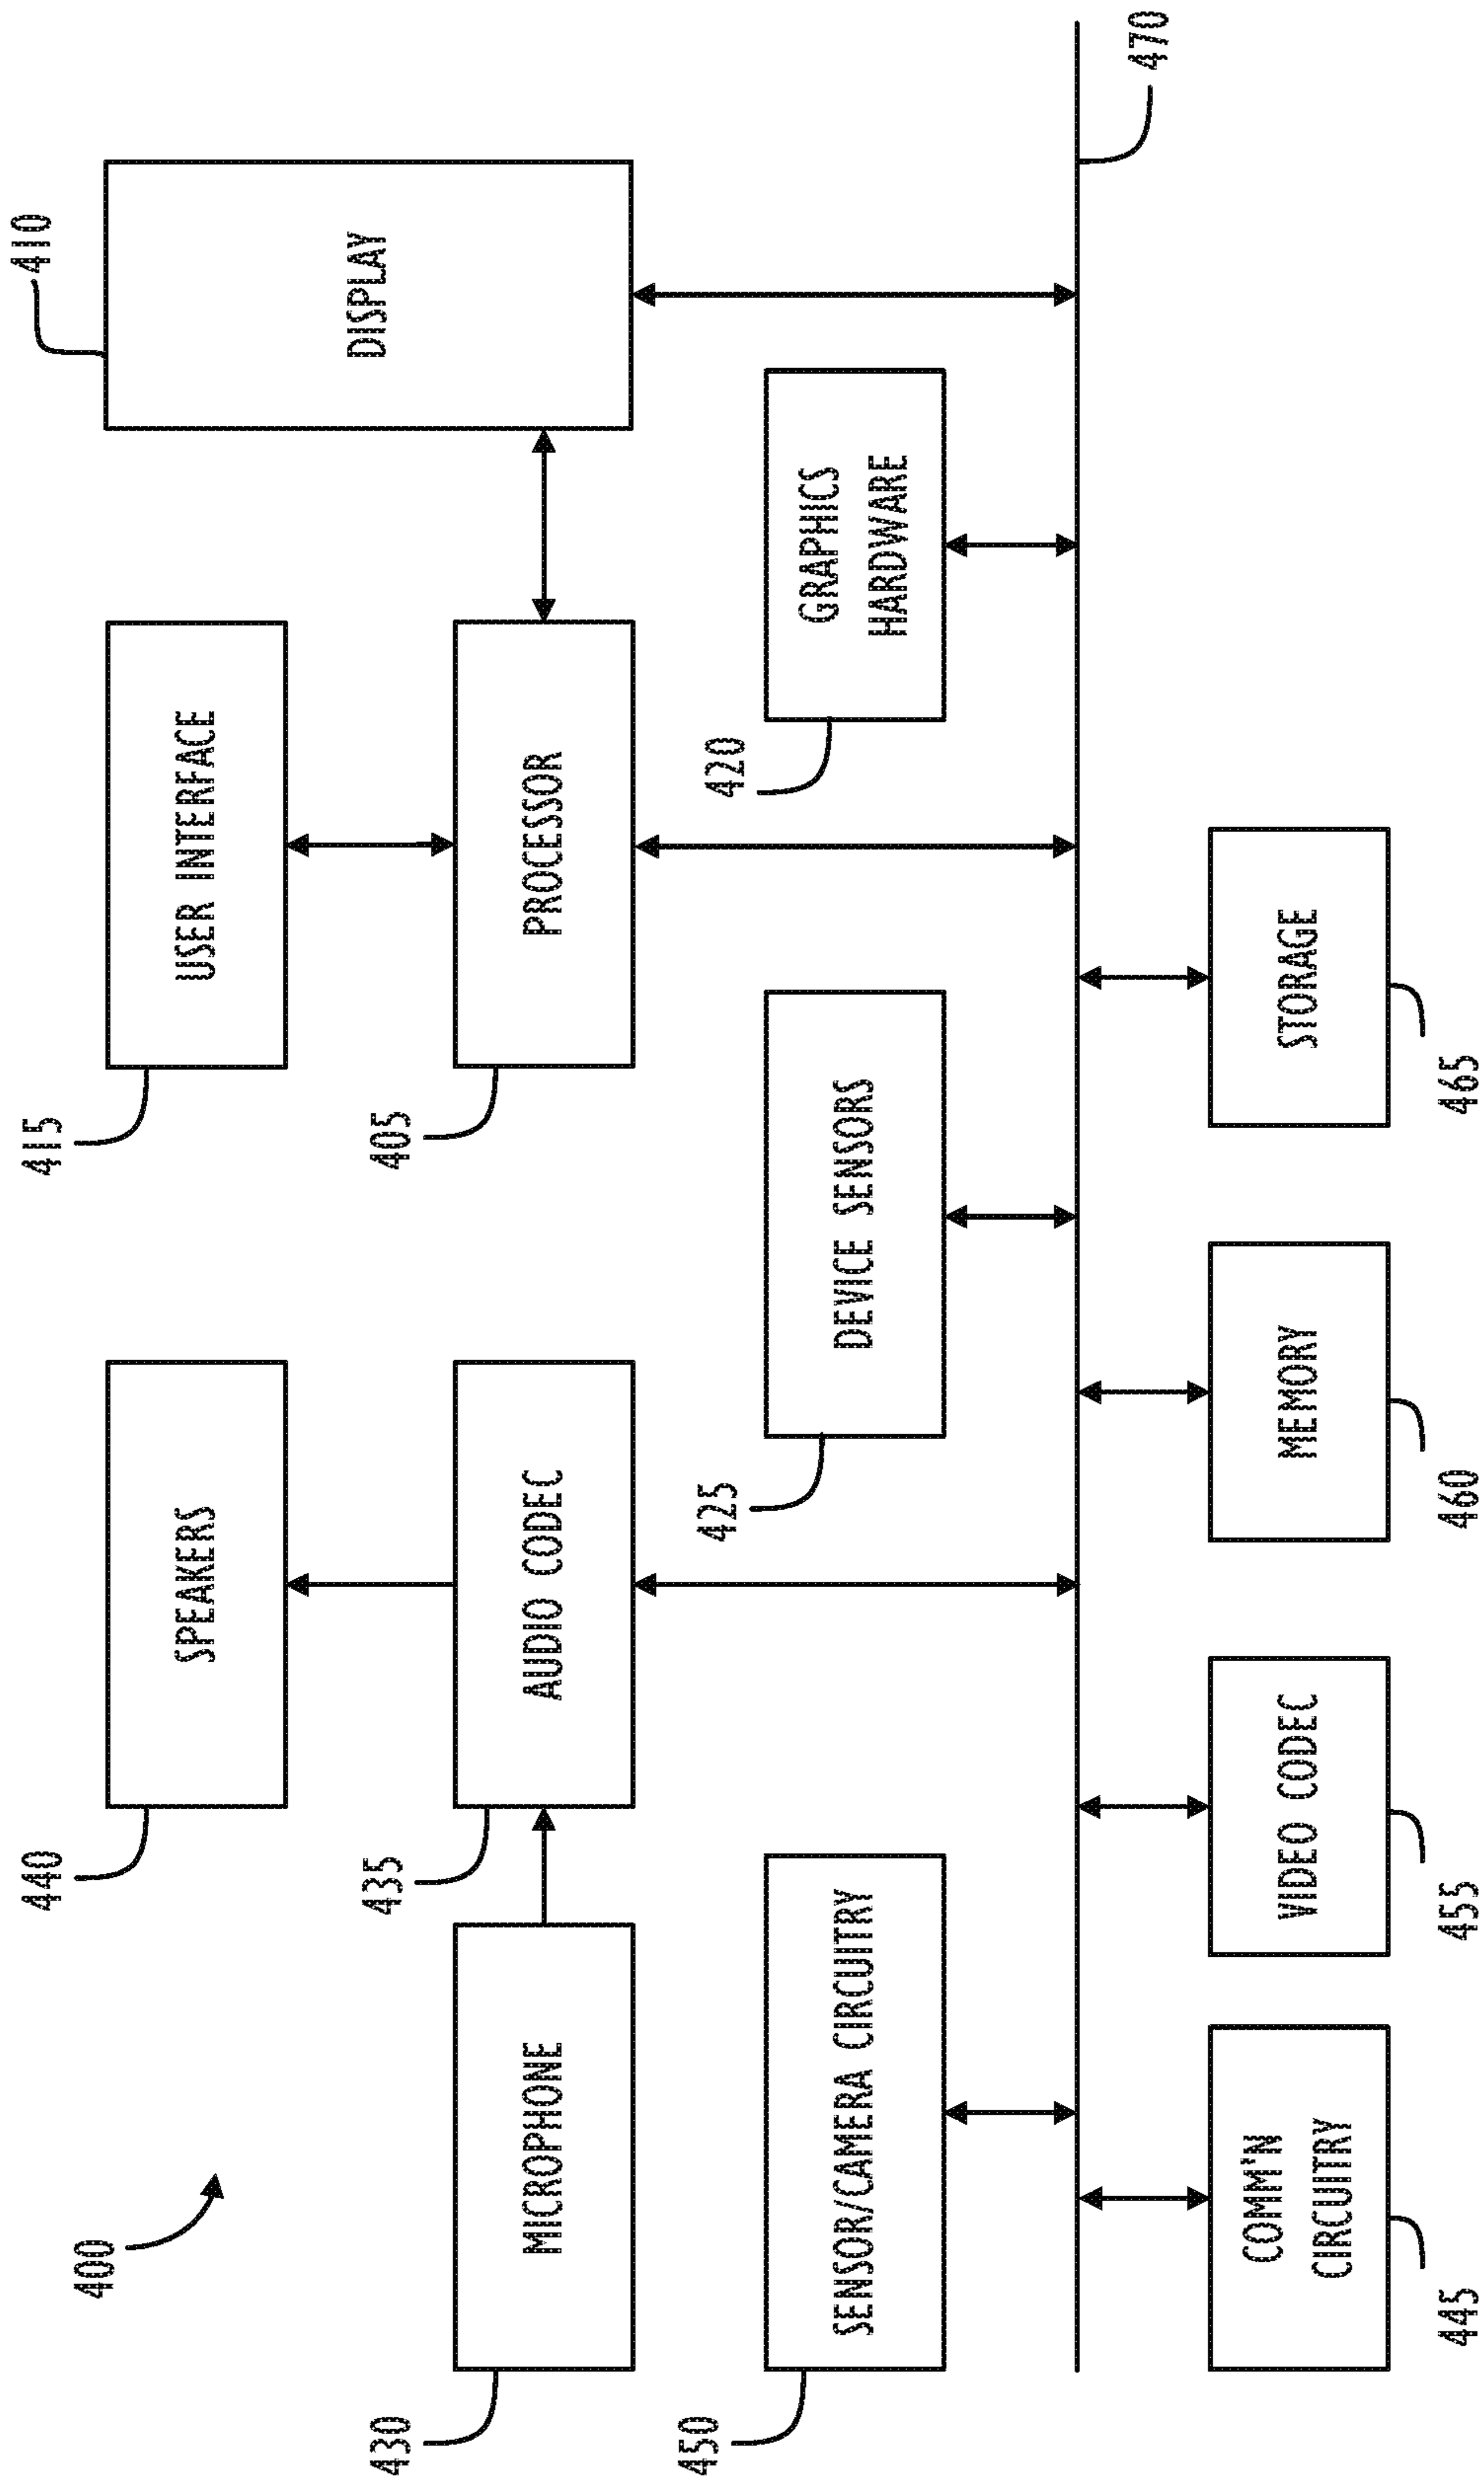 400
440
SPEAKERS
415
USER INTERFACE
410
DISPLAY
430
MICROPHONE
435
AUDIO CODEC
405
PROCESSOR
450
SENSOR/CAMERA CIRCUITRY
425
DEVICE SENSORS
420
GRAPHICS
HARDWARE
470
COMM'N
CIRCUITRY
445
VIDEO CODEC
455
MEMORY
460
STORAGE
465